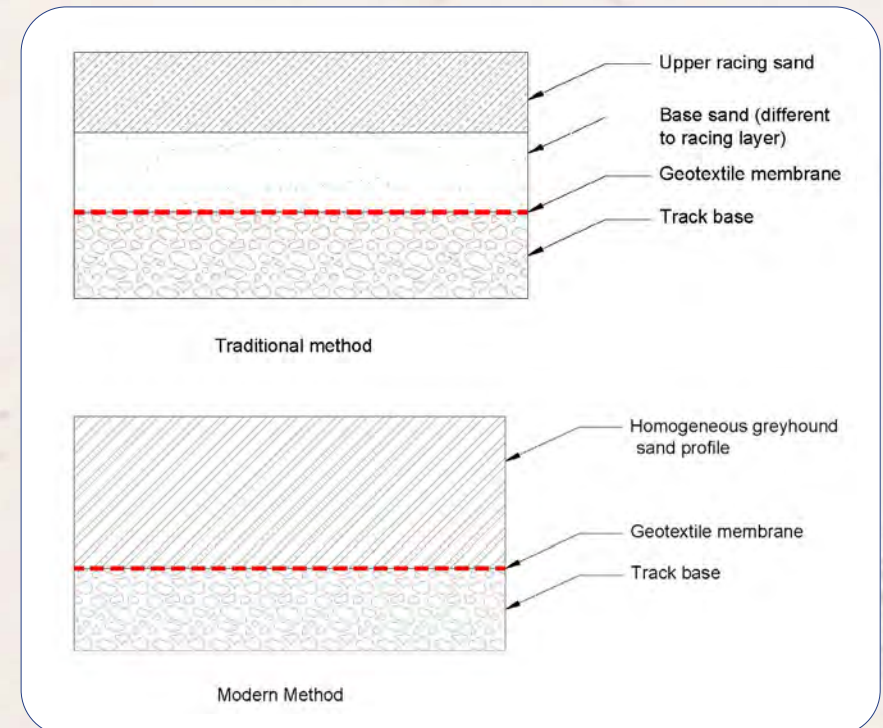 Upper racing sand
Base sand (different
to racing layer)
Geotextile membrane
Track base
Traditional method
Homogeneous greyhound
sand profile
Geotextile membrane
Track base
Modern Method